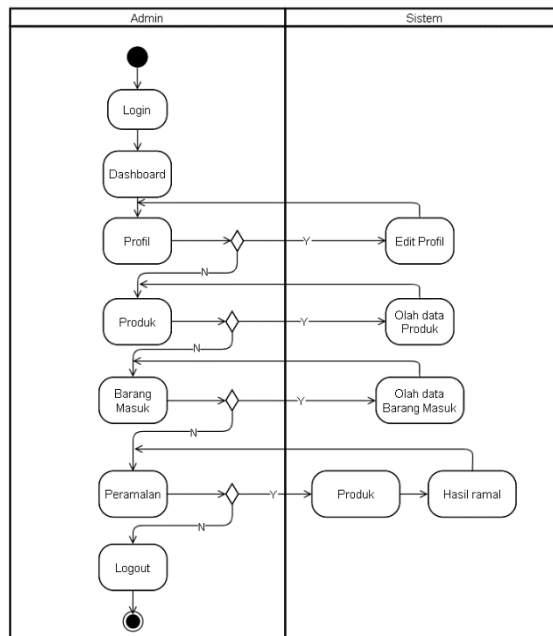 Admin
Sistem
Login
Dashboard
Profil
Y
Edit Profil
N
Produk
Y
Olah data
Produk
N
Barang
Masuk
Y
Olah data
Barang Masuk
N
Peramalan
Y
Produk
Hasil ramal
N
Logout